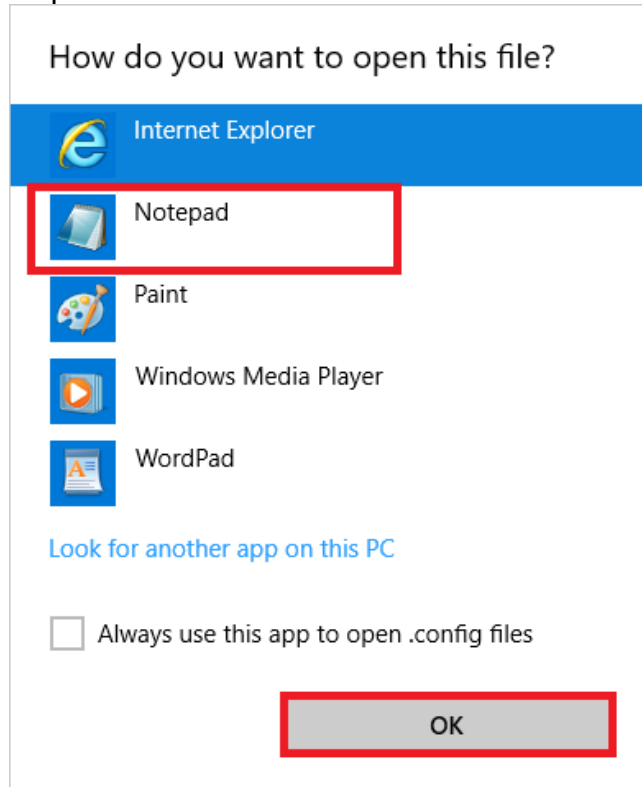 How do you want to open this file?
Internet Explorer
Notepad
Paint
Windows Media Player
WordPad
Look for another app on this PC
Always use this app to open .config files
OK